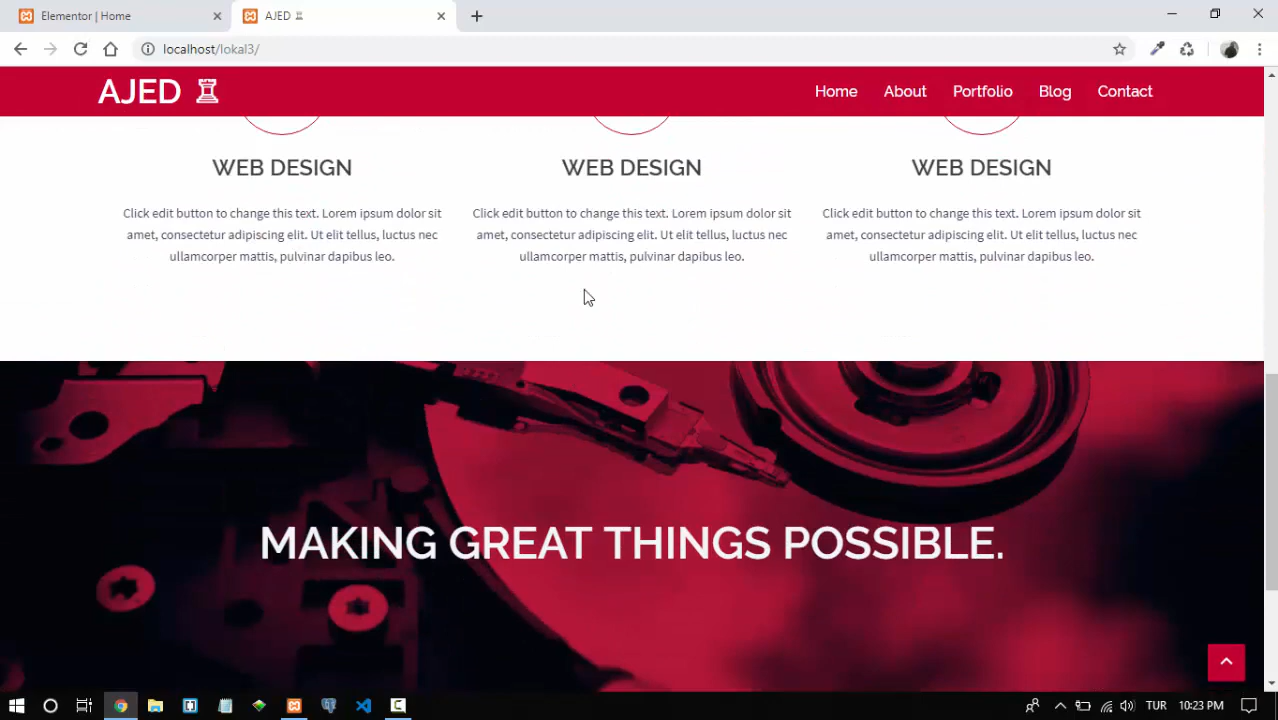 Elementor | Home
AJED ♖
localhost/lokal3/
AJED
Home About Portfolio Blog Contact
WEB DESIGN WEB DESIGN WEB DESIGN
Click edit button to change this text. Lorem ipsum dolor sit
amet, consectetur adipiscing elit. Ut elit tellus, luctus nec
ullamcorper mattis, pulvinar dapibus leo.
Click edit button to change this text. Lorem ipsum dolor sit
amet, consectetur adipiscing elit. Ut elit tellus, luctus nec
ullamcorper mattis, pulvinar dapibus leo.
Click edit button to change this text. Lorem ipsum dolor sit
amet, consectetur adipiscing elit. Ut elit tellus, luctus nec
ullamcorper mattis, pulvinar dapibus leo.
MAKING GREAT THINGS POSSIBLE.
TUR 10:23 PM